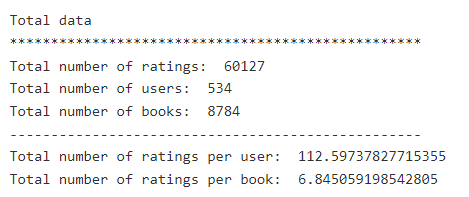 Total data
**************************************************
Total number of ratings:  60127
Total number of users:  534
Total number of books:  8784
--------------------------------------------------
Total number of ratings per user:  112.59737827715355
Total number of ratings per book:  6.845059198542805